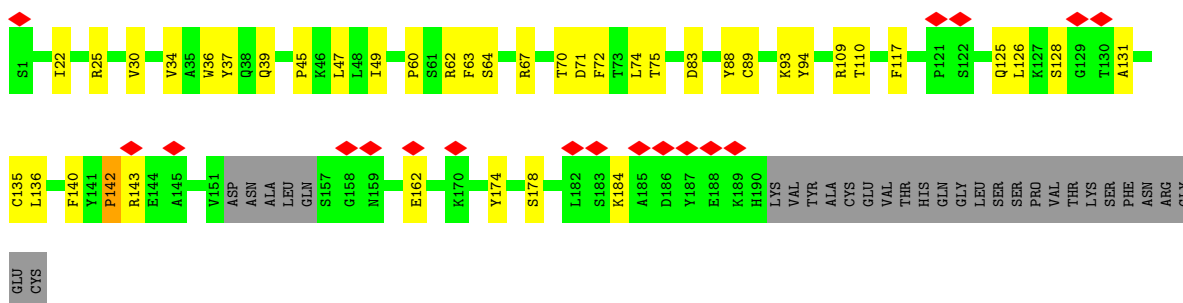 S1 I22 R25 V30 V34 A35 W36 Y37 Q38 Q39 P45 K46 L47 L48 I49 P60 S61 R62 F63 S64 R67 T70 D71 F72 T73 L74 T75 D83 Y88 C89 K93 Y94 R109 T110 F117 P121 S122 Q125 L126 K127 S128 G129 T130 A131
C135 L136 F140 Y141 P142 R143 E144 A145 V151 ASP ASN ALA LEU GLN S157 G158 N159 E162 K170 Y174 S178 L182 S183 K184 A185 D186 Y187 E188 K189 H190 LYS VAL TYR ALA CYS GLU VAL THR HIS GLN GLY LEU SER SER PRO VAL THR LYS SER PHE ASN ARG GLY
GLU CYS